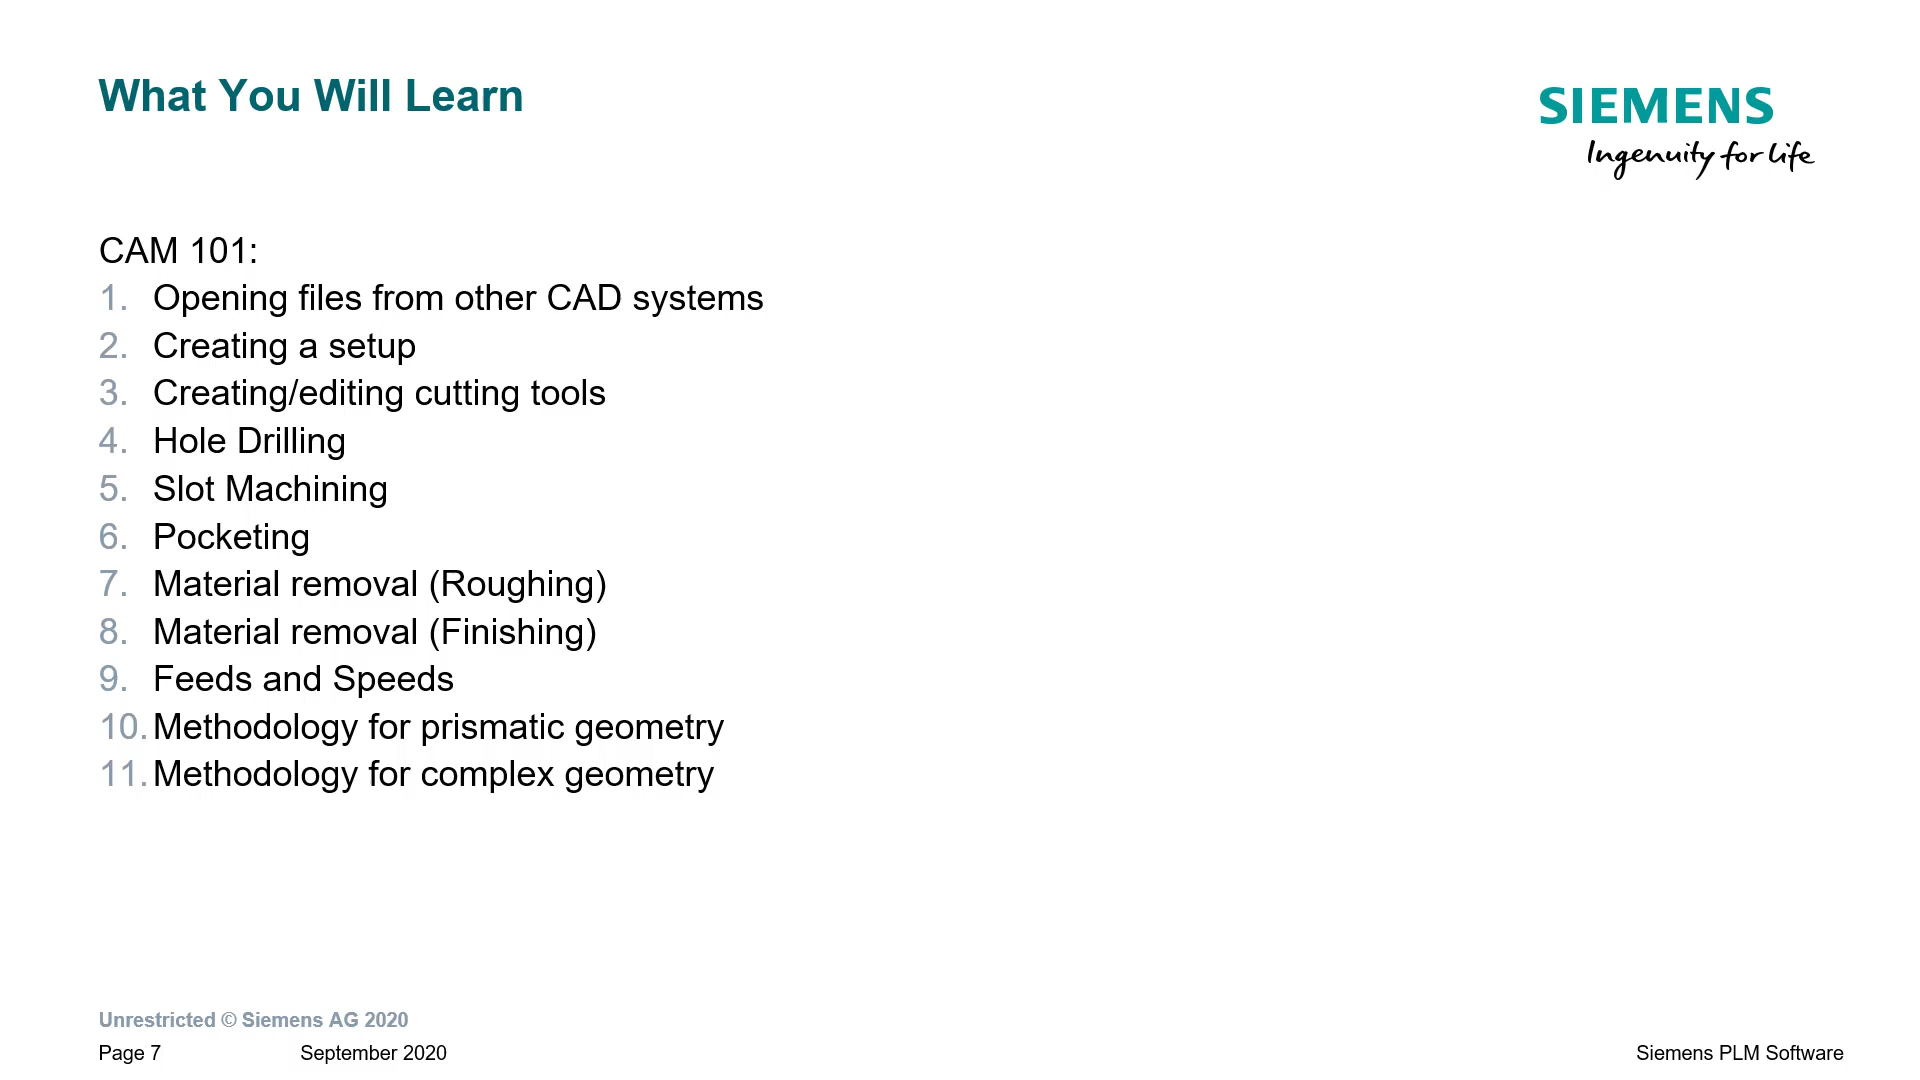 What You Will Learn
SIEMENS
Ingenuity for life
CAM 101:
1. Opening files from other CAD systems
2. Creating a setup
3. Creating/editing cutting tools
4. Hole Drilling
5. Slot Machining
6. Pocketing
7. Material removal (Roughing)
8. Material removal (Finishing)
9. Feeds and Speeds
10. Methodology for prismatic geometry
11. Methodology for complex geometry
Unrestricted © Siemens AG 2020
Page 7 September 2020 Siemens PLM Software